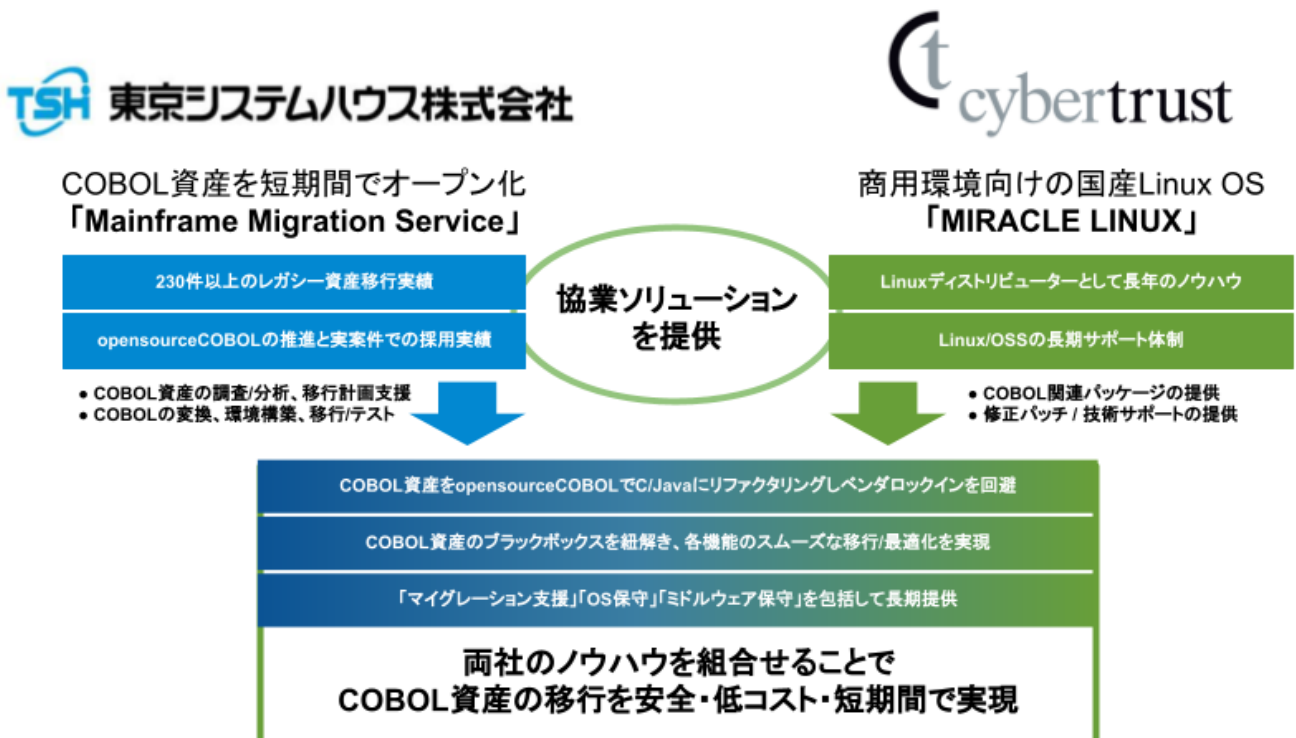 TSH 東京システムハウス株式会社
Ct cybertrust
COBOL資産を短期間でオープン化
「Mainframe Migration Service」
230件以上のレガシー資産移行実績
opensourceCOBOLの推進と実案件での採用実績
● COBOL資産の調査/分析、移行計画支援
● COBOLの変換、環境構築、移行/テスト
協業ソリューション
を提供
商用環境向けの国産Linux OS
「MIRACLE LINUX」
Linuxディストリビューターとして長年のノウハウ
Linux/OSSの長期サポート体制
● COBOL関連パッケージの提供
● 修正パッチ / 技術サポートの提供
COBOL資産をopensourceCOBOLでC/Javaにリファクタリングしベンダロックインを回避
COBOL資産のブラックボックスを紐解き、各機能のスムーズな移行/最適化を実現
「マイグレーション支援」「OS保守」「ミドルウェア保守」を包括して長期提供
両社のノウハウを組合せることで
COBOL資産の移行を安全・低コスト・短期間で実現